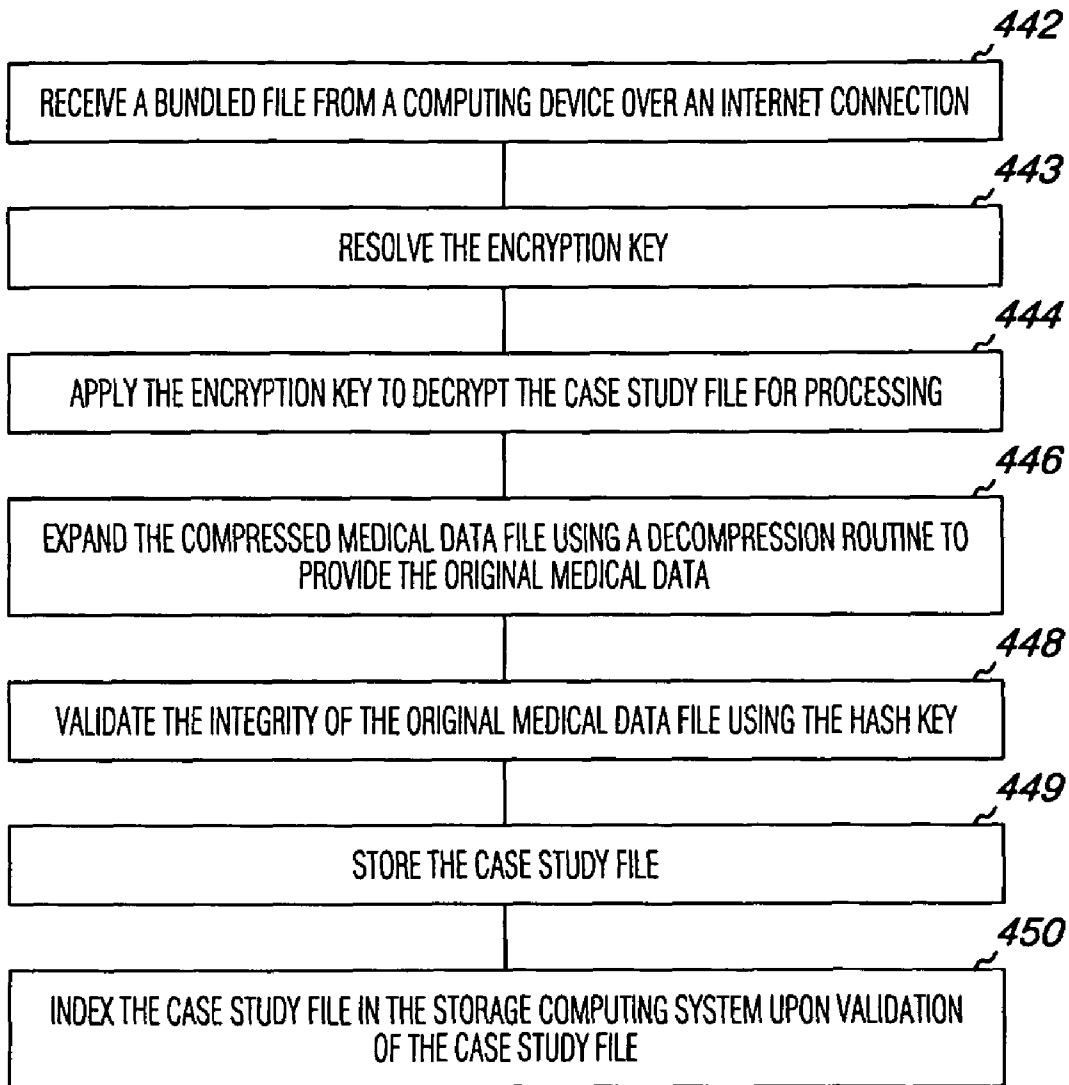 442
RECEIVE A BUNDLED FILE FROM A COMPUTING DEVICE OVER AN INTERNET CONNECTION
443
RESOLVE THE ENCRYPTION KEY
444
APPLY THE ENCRYPTION KEY TO DECRYPT THE CASE STUDY FILE FOR PROCESSING
446
EXPAND THE COMPRESSED MEDICAL DATA FILE USING A DECOMPRESSION ROUTINE TO
PROVIDE THE ORIGINAL MEDICAL DATA
448
VALIDATE THE INTEGRITY OF THE ORIGINAL MEDICAL DATA FILE USING THE HASH KEY
449
STORE THE CASE STUDY FILE
450
INDEX THE CASE STUDY FILE IN THE STORAGE COMPUTING SYSTEM UPON VALIDATION
OF THE CASE STUDY FILE